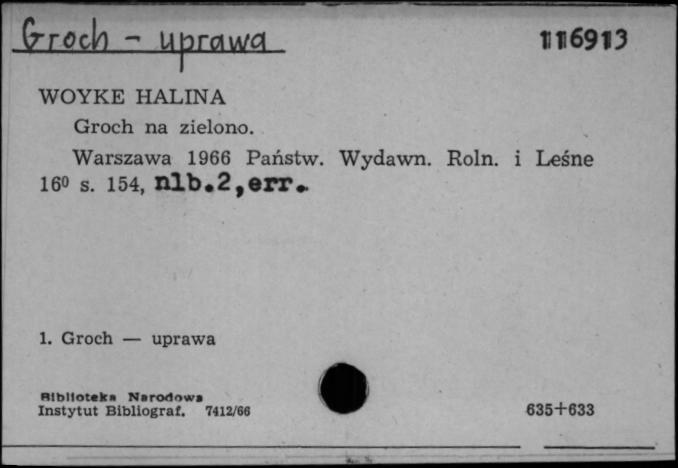 Groch - uprawa 116913
WOYKE HALINA
Groch na zielono.
Warszawa 1966 Państw. Wydawn. Roln. i Leśne
16⁰ s. 154, nlb.2,err.
1. Groch — uprawa
Biblioteka Narodowa
Instytut Bibliograf. 7412/66
635+633